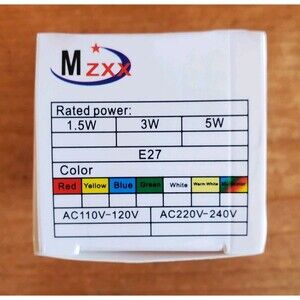 Mzxx
Rated power:
1.5W 3W 5W
E27
Color
Red Yellow Blue Green White Warm White
AC110V-120V AC220V-240V